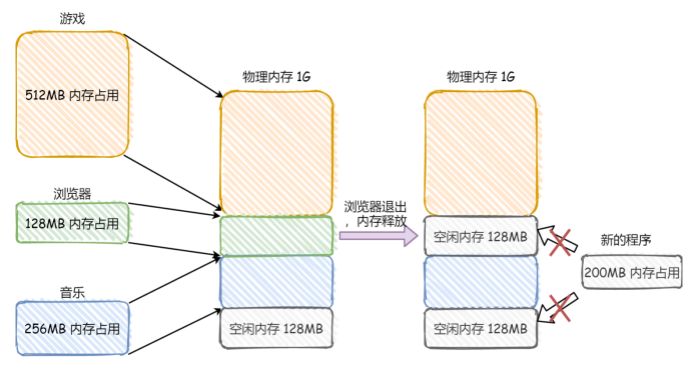 游戏
512MB 内存占用
浏览器
128MB 内存占用
音乐
256MB 内存占用
物理内存 1G
空闲内存 128MB
浏览器退出
，内存释放
物理内存 1G
空闲内存 128MB
空闲内存 128MB
新的程序
200MB 内存占用